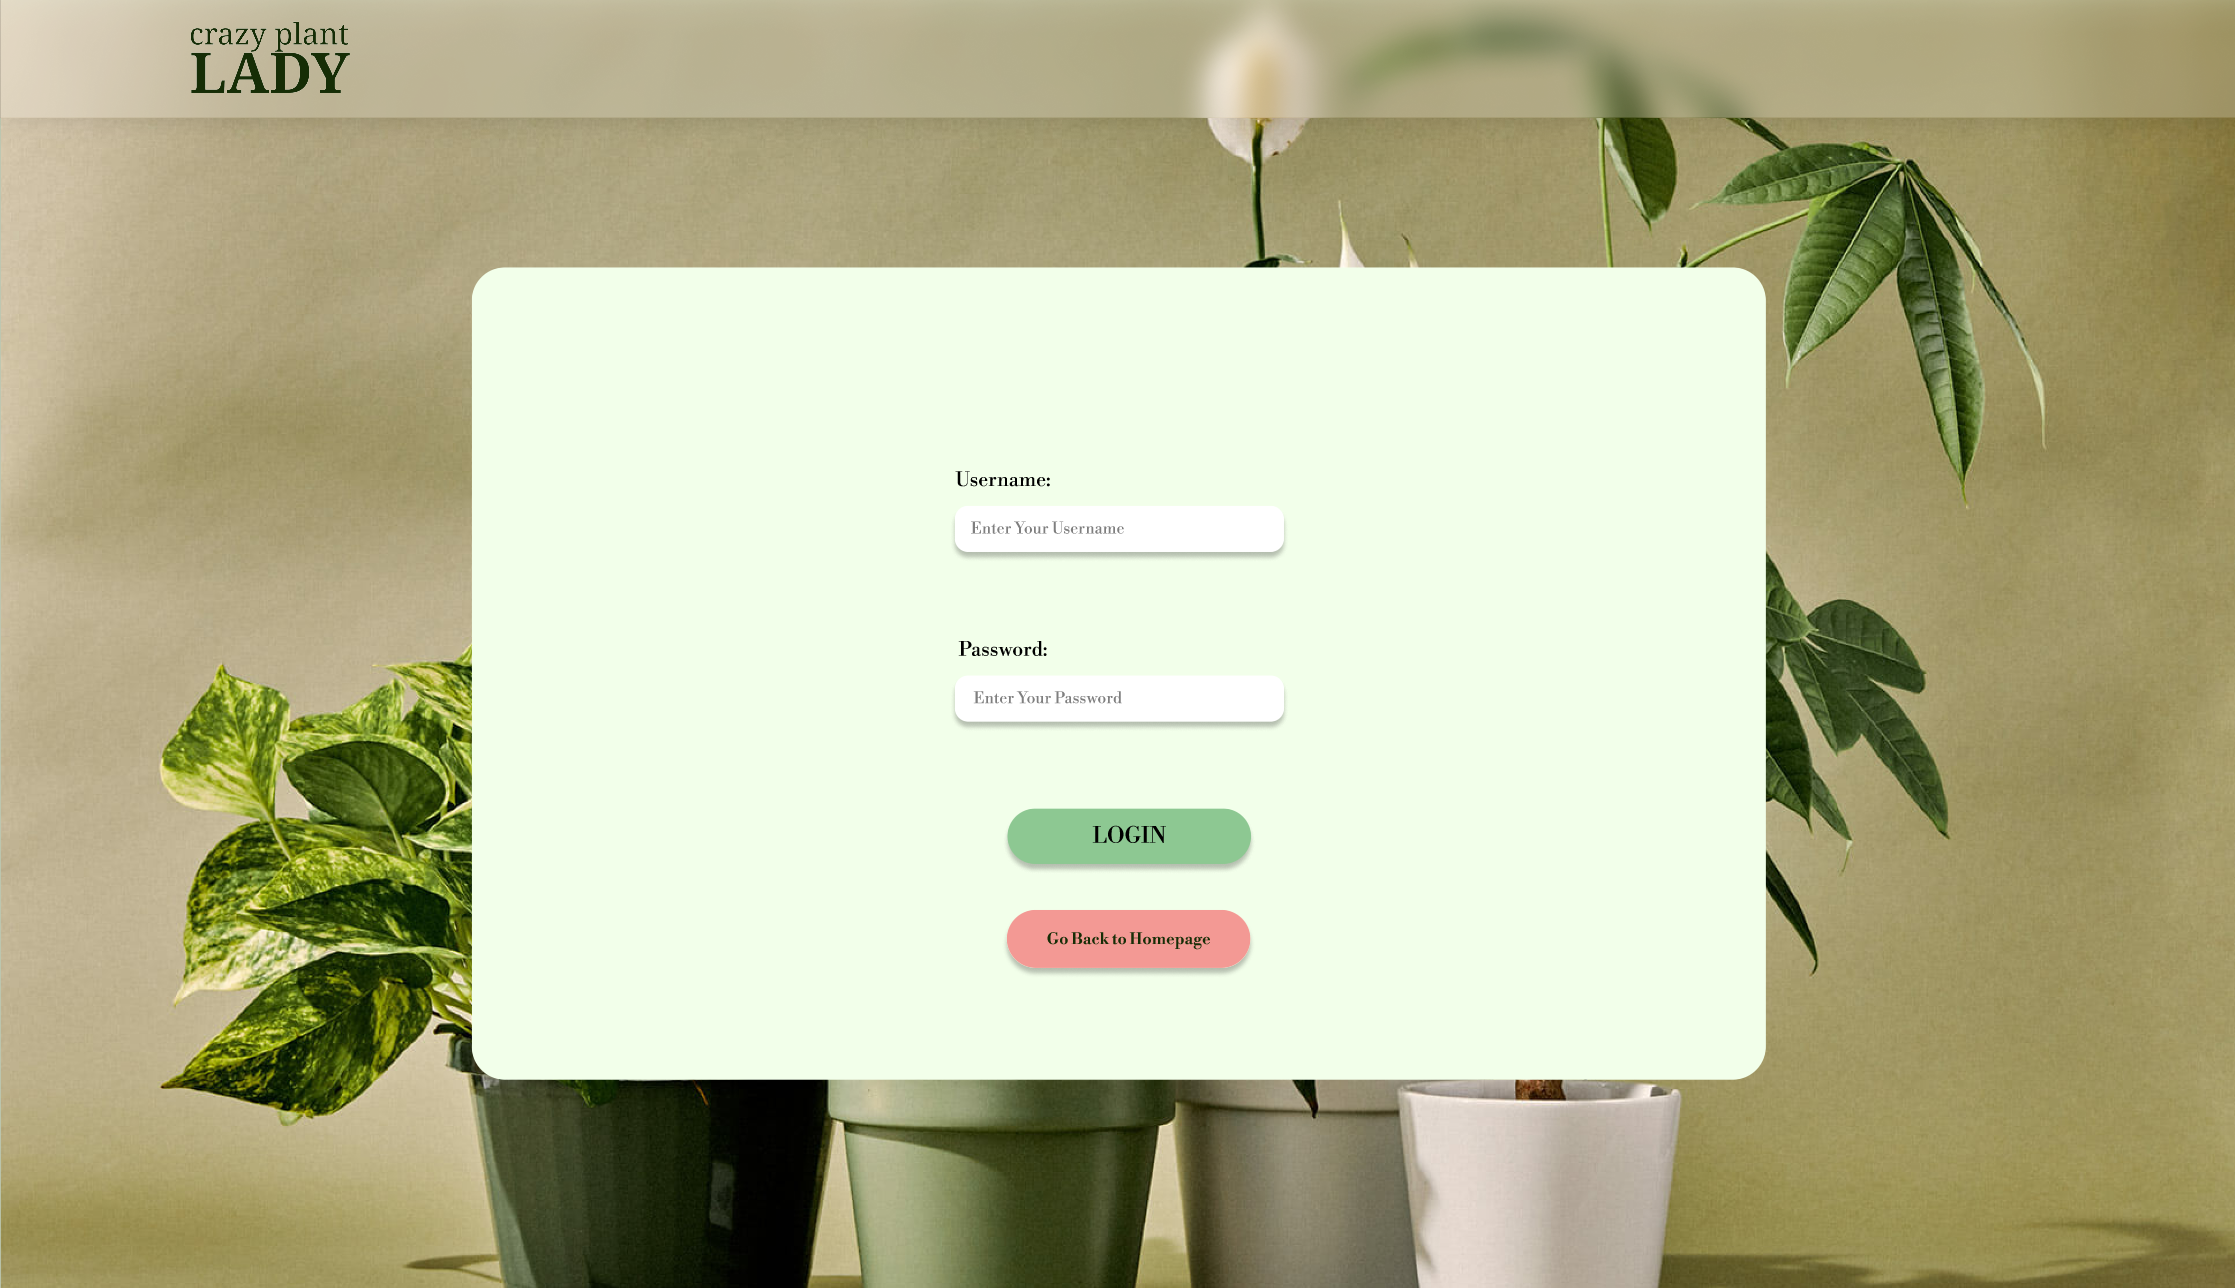 crazy plant
LADY
Username:
Enter Your Username
Password:
Enter Your Password
LOGIN
Go Back to Homepage